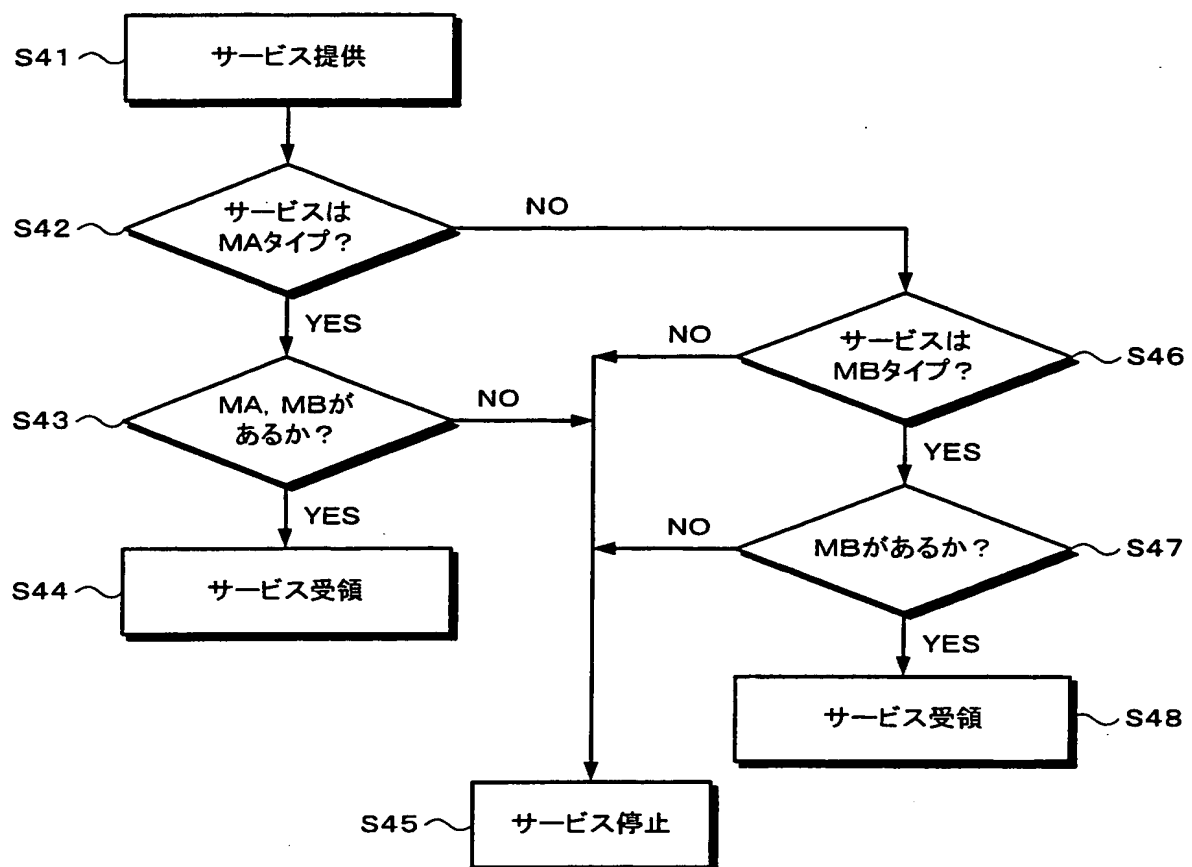 S41
サービス提供
S42
サービスは
MAタイプ?
NO
YES
S43
MA, MBが
あるか?
NO
YES
S44
サービス受領
S46
サービスは
MBタイプ?
NO
YES
S47
MBがあるか?
NO
YES
S48
サービス受領
S45
サービス停止